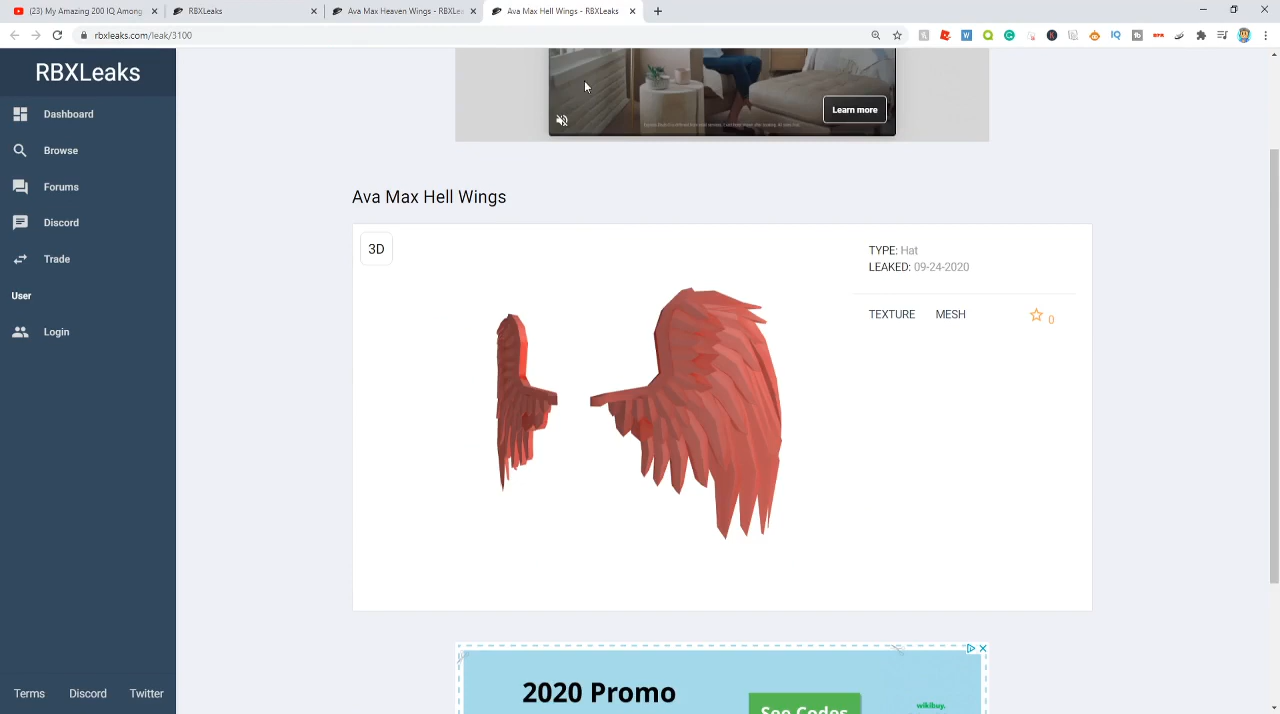 (23) My Amazing 200 IQ Among
RBXLeaks
Ava Max Heaven Wings - RBXLeak
Ava Max Hell Wings - RBXLeaks
rbxleaks.com/leak/3100
RBXLeaks
Dashboard
Browse
Forums
Discord
Trade
User
Login
Terms Discord Twitter
Learn more
Ava Max Hell Wings
3D
TYPE: Hat
LEAKED: 09-24-2020
TEXTURE MESH 0
2020 Promo
See Codes
wikibuy.